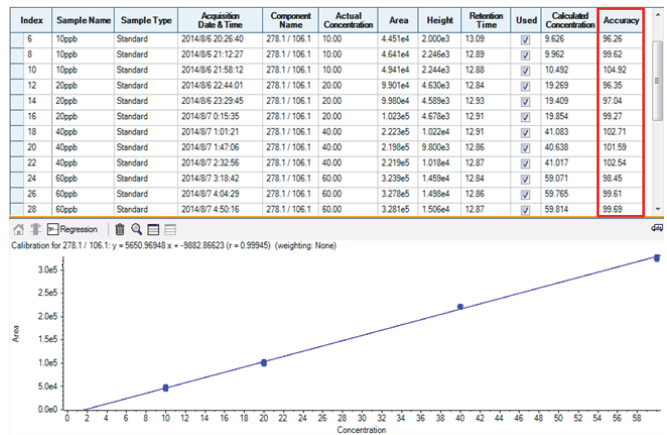 Index Sample Name Sample Type Acquisition Date & Time Component Name Actual Concentration Area Height Retention Time Used Calculated Concentration Accuracy
6 10ppb Standard 2014/8/6 20:26:40 278.1 / 106.1 10.00 4.451e4 2.000e3 13.09 9.626 96.26
8 10ppb Standard 2014/8/6 21:12:27 278.1 / 106.1 10.00 4.641e4 2.246e3 12.89 9.962 99.62
10 10ppb Standard 2014/8/6 21:58:12 278.1 / 106.1 10.00 4.941e4 2.244e3 12.88 10.492 104.92
12 20ppb Standard 2014/8/6 22:44:01 278.1 / 106.1 20.00 9.901e4 4.630e3 12.84 19.269 96.35
14 20ppb Standard 2014/8/6 23:29:45 278.1 / 106.1 20.00 9.980e4 4.589e3 12.93 19.409 97.04
16 20ppb Standard 2014/8/7 0:15:35 278.1 / 106.1 20.00 1.023e5 4.678e3 12.91 19.854 99.27
18 40ppb Standard 2014/8/7 1:01:21 278.1 / 106.1 40.00 2.223e5 1.022e4 12.91 41.083 102.71
20 40ppb Standard 2014/8/7 1:47:06 278.1 / 106.1 40.00 2.198e5 9.800e3 12.86 40.638 101.59
22 40ppb Standard 2014/8/7 2:32:56 278.1 / 106.1 40.00 2.219e5 1.018e4 12.87 41.017 102.54
24 60ppb Standard 2014/8/7 3:18:42 278.1 / 106.1 60.00 3.239e5 1.459e4 12.84 59.071 98.45
26 60ppb Standard 2014/8/7 4:04:29 278.1 / 106.1 60.00 3.278e5 1.498e4 12.86 59.765 99.61
28 60ppb Standard 2014/8/7 4:50:16 278.1 / 106.1 60.00 3.281e5 1.506e4 12.87 59.814 99.69
Regression
Calibration for 278.1 / 106.1: y = 5650.96948 x + -9882.86623 (r = 0.99945) (weighting: None)
Area
3.0e5
2.5e5
2.0e5
1.5e5
1.0e5
5.0e4
0.0e0
0 2 4 6 8 10 12 14 16 18 20 22 24 26 28 30 32 34 36 38 40 42 44 46 48 50 52 54 56 58
Concentration